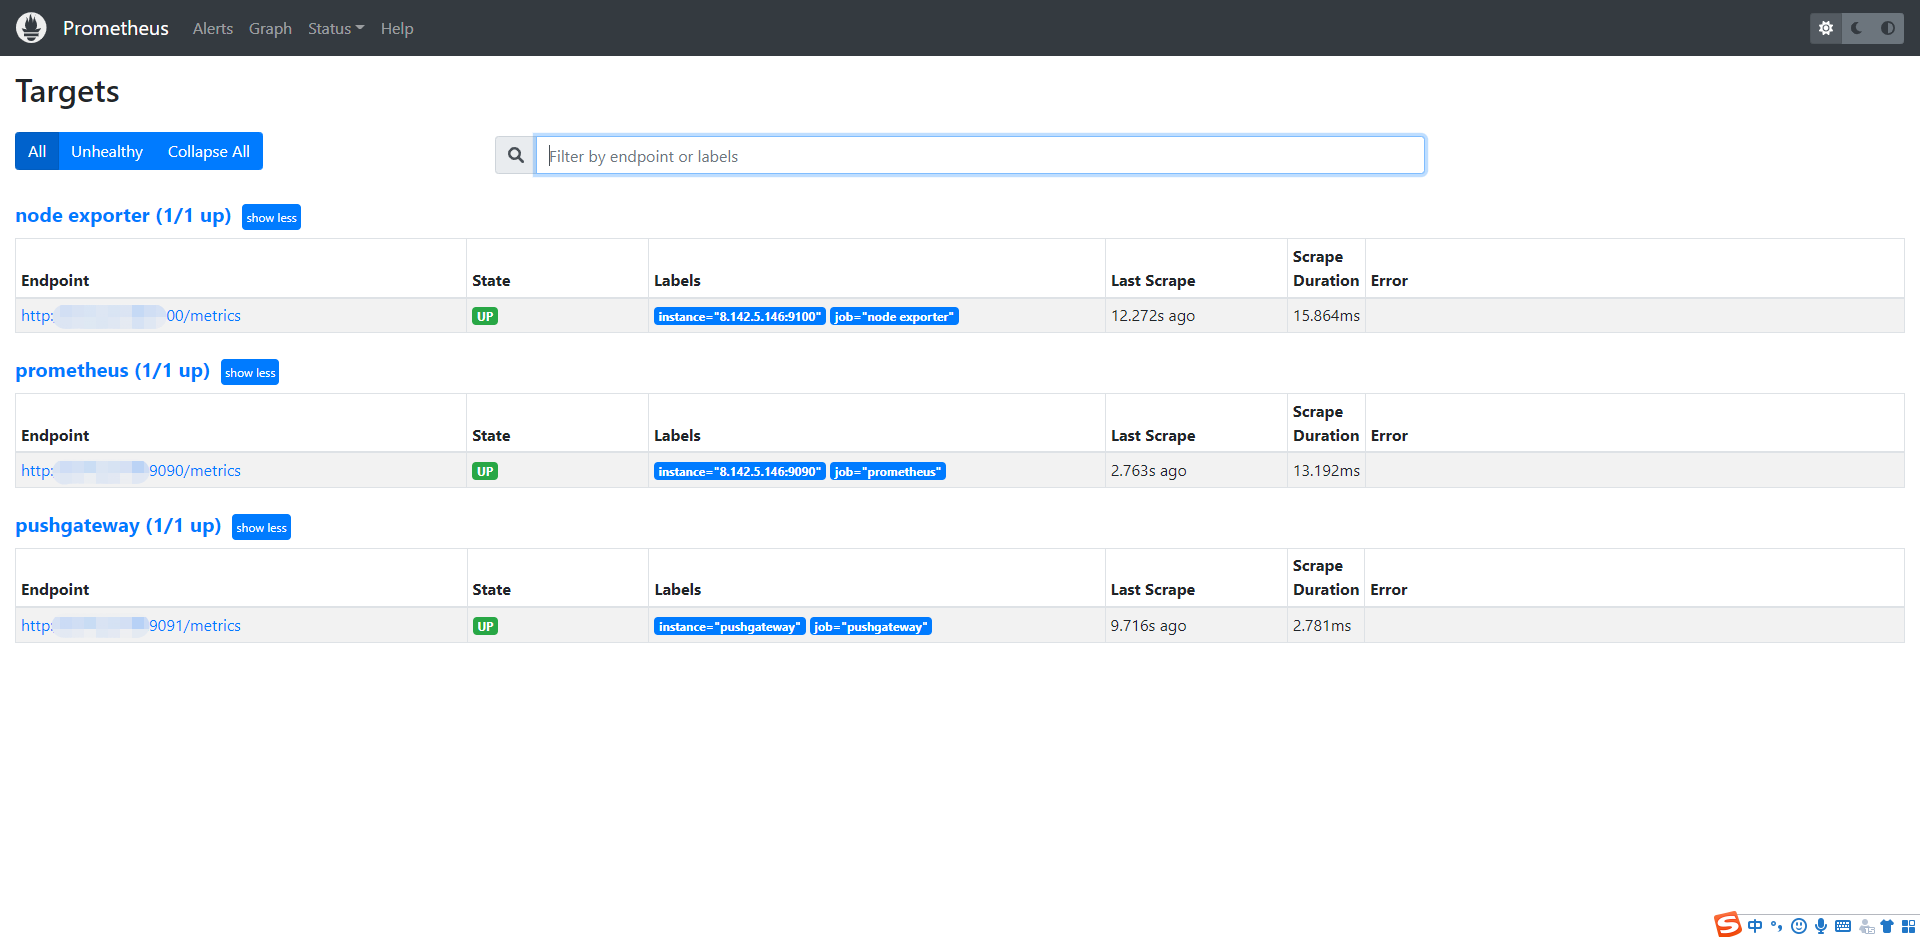 Prometheus Alerts Graph Status Help
Targets
All Unhealthy Collapse All
Filter by endpoint or labels
node exporter (1/1 up) show less
Endpoint State Labels Last Scrape Scrape Duration Error
http: 00/metrics UP instance="8.142.5.146:9100" job="node exporter" 12.272s ago 15.864ms
prometheus (1/1 up) show less
Endpoint State Labels Last Scrape Scrape Duration Error
http: 9090/metrics UP instance="8.142.5.146:9090" job="prometheus" 2.763s ago 13.192ms
pushgateway (1/1 up) show less
Endpoint State Labels Last Scrape Scrape Duration Error
http: 9091/metrics UP instance="pushgateway" job="pushgateway" 9.716s ago 2.781ms
中